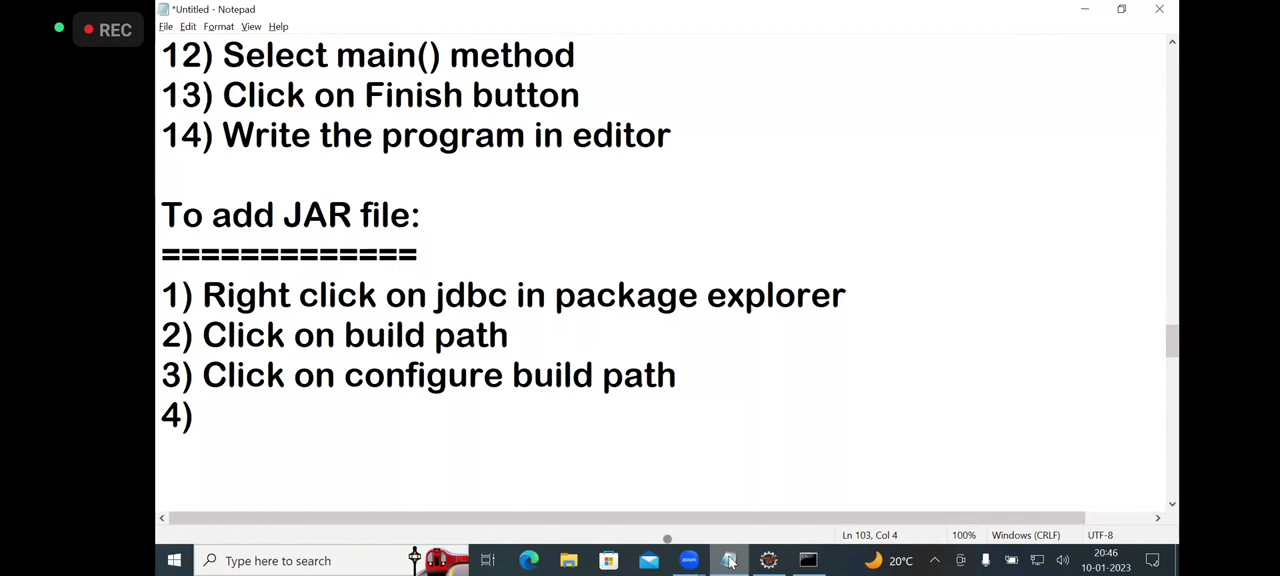 REC
*Untitled - Notepad
File Edit Format View Help
12) Select main() method
13) Click on Finish button
14) Write the program in editor
To add JAR file:
=============
1) Right click on jdbc in package explorer
2) Click on build path
3) Click on configure build path
4)
Ln 103, Col 4 100% Windows (CRLF) UTF-8
Type here to search zoom 20°C 20:46
10-01-2023